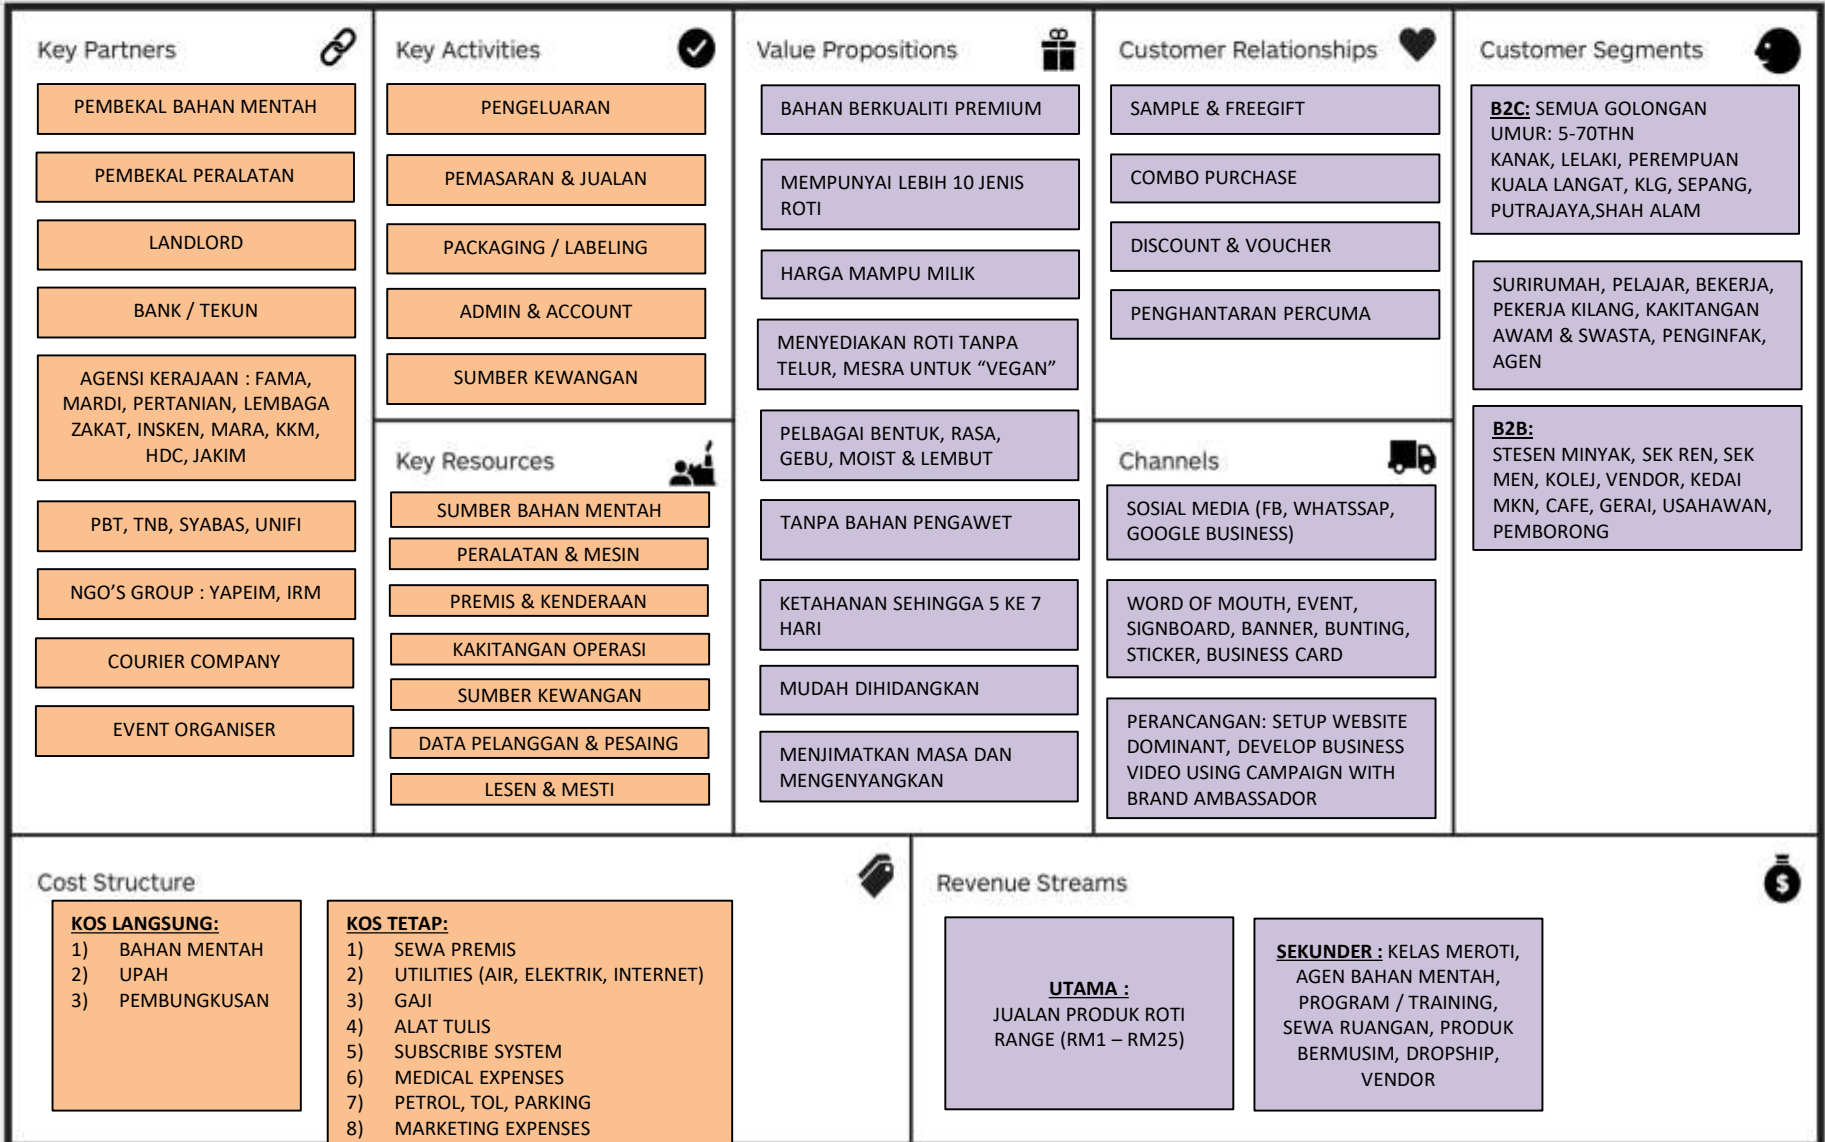 Key Partners
PEMBEKAL BAHAN MENTAH
PEMBEKAL PERALATAN
LANDLORD
BANK / TEKUN
AGENSI KERAJAAN : FAMA,
MARDI, PERTANIAN, LEMBAGA
ZAKAT, INSKEN, MARA, KKM,
HDC, JAKIM
PBT, TNB, SYABAS, UNIFI
NGO’S GROUP : YAPEIM, IRM
COURIER COMPANY
EVENT ORGANISER
Key Activities
PENGELUARAN
PEMASARAN & JUALAN
PACKAGING / LABELING
ADMIN & ACCOUNT
SUMBER KEWANGAN
Key Resources
SUMBER BAHAN MENTAH
PERALATAN & MESIN
PREMIS & KENDERAAN
KAKITANGAN OPERASI
SUMBER KEWANGAN
DATA PELANGGAN & PESAING
LESEN & MESTI
Value Propositions
BAHAN BERKUALITI PREMIUM
MEMPUNYAI LEBIH 10 JENIS
ROTI
HARGA MAMPU MILIK
MENYEDIAKAN ROTI TANPA
TELUR, MESRA UNTUK “VEGAN”
PELBAGAI BENTUK, RASA,
GEBU, MOIST & LEMBUT
TANPA BAHAN PENGAWET
KETAHANAN SEHINGGA 5 KE 7
HARI
MUDAH DIHIDANGKAN
MENJIMATKAN MASA DAN
MENGENYANGKAN
Customer Relationships
SAMPLE & FREEGIFT
COMBO PURCHASE
DISCOUNT & VOUCHER
PENGHANTARAN PERCUMA
Channels
SOSIAL MEDIA (FB, WHATSSAP,
GOOGLE BUSINESS)
WORD OF MOUTH, EVENT,
SIGNBOARD, BANNER, BUNTING,
STICKER, BUSINESS CARD
PERANCANGAN: SETUP WEBSITE
DOMINANT, DEVELOP BUSINESS
VIDEO USING CAMPAIGN WITH
BRAND AMBASSADOR
Customer Segments
B2C: SEMUA GOLONGAN
UMUR: 5-70THN
KANAK, LELAKI, PEREMPUAN
KUALA LANGAT, KLG, SEPANG,
PUTRAJAYA,SHAH ALAM
SURIRUMAH, PELAJAR, BEKERJA,
PEKERJA KILANG, KAKITANGAN
AWAM & SWASTA, PENGINFAK,
AGEN
B2B:
STESEN MINYAK, SEK REN, SEK
MEN, KOLEJ, VENDOR, KEDAI
MKN, CAFE, GERAI, USAHAWAN,
PEMBORONG
Cost Structure
KOS LANGSUNG:
1) BAHAN MENTAH
2) UPAH
3) PEMBUNGKUSAN
KOS TETAP:
1) SEWA PREMIS
2) UTILITIES (AIR, ELEKTRIK, INTERNET)
3) GAJI
4) ALAT TULIS
5) SUBSCRIBE SYSTEM
6) MEDICAL EXPENSES
7) PETROL, TOL, PARKING
8) MARKETING EXPENSES
Revenue Streams
$
UTAMA :
JUALAN PRODUK ROTI
RANGE (RM1 – RM25)
SEKUNDER : KELAS MEROTI,
AGEN BAHAN MENTAH,
PROGRAM / TRAINING,
SEWA RUANGAN, PRODUK
BERMUSIM, DROPSHIP,
VENDOR